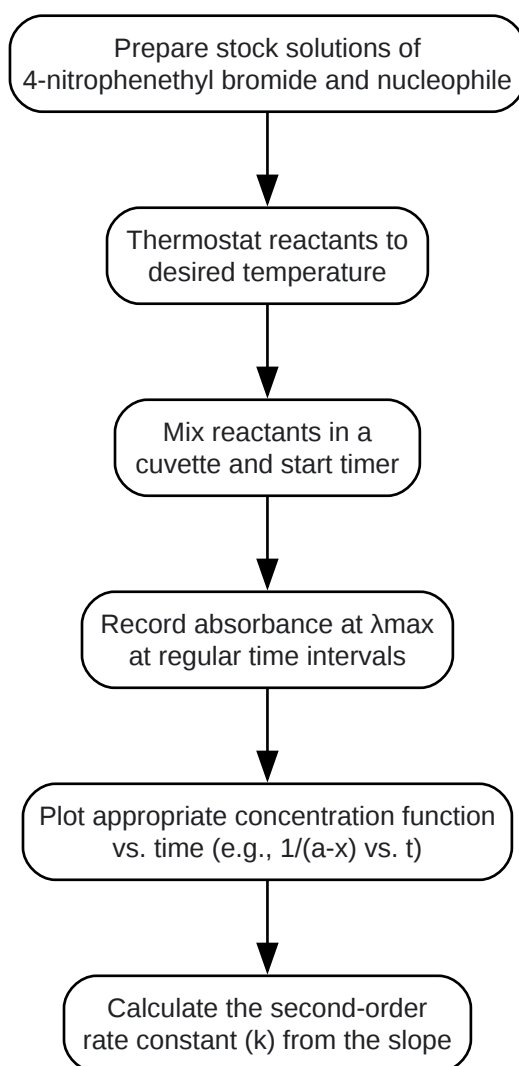 Prepare stock solutions of
4-nitrophenethyl bromide and nucleophile
Thermostat reactants to
desired temperature
Mix reactants in a
cuvette and start timer
Record absorbance at λmax
at regular time intervals
Plot appropriate concentration function
vs. time (e.g., 1/(a-x) vs. t)
Calculate the second-order
rate constant (k) from the slope